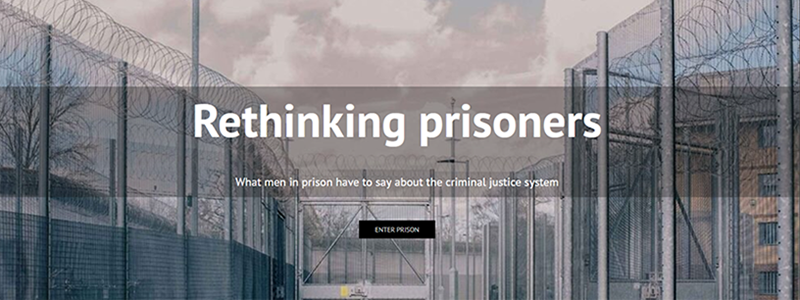 Rethinking prisoners
What men in prison have to say about the criminal justice system
ENTER PRISON